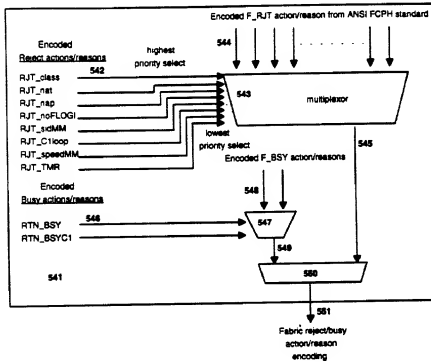 Encoded F_RJT action/reason from ANSI FCPH standard
544
Encoded
Reject actions/reasons
542
highest
priority select
RJT_class
RJT_nat
RJT_nap
RJT_noFLOGI
RJT_sidMM
RJT_C1loop
RJT_speedMM
RJT_TMR
543
multiplexor
lowest
priority select
545
Encoded F_BSY action/reasons
548
Encoded
Busy actions/reasons
RTN_BSY
546
RTN_BSYC1
547
549
541
550
551
Fabric reject/busy
action/reason
encoding